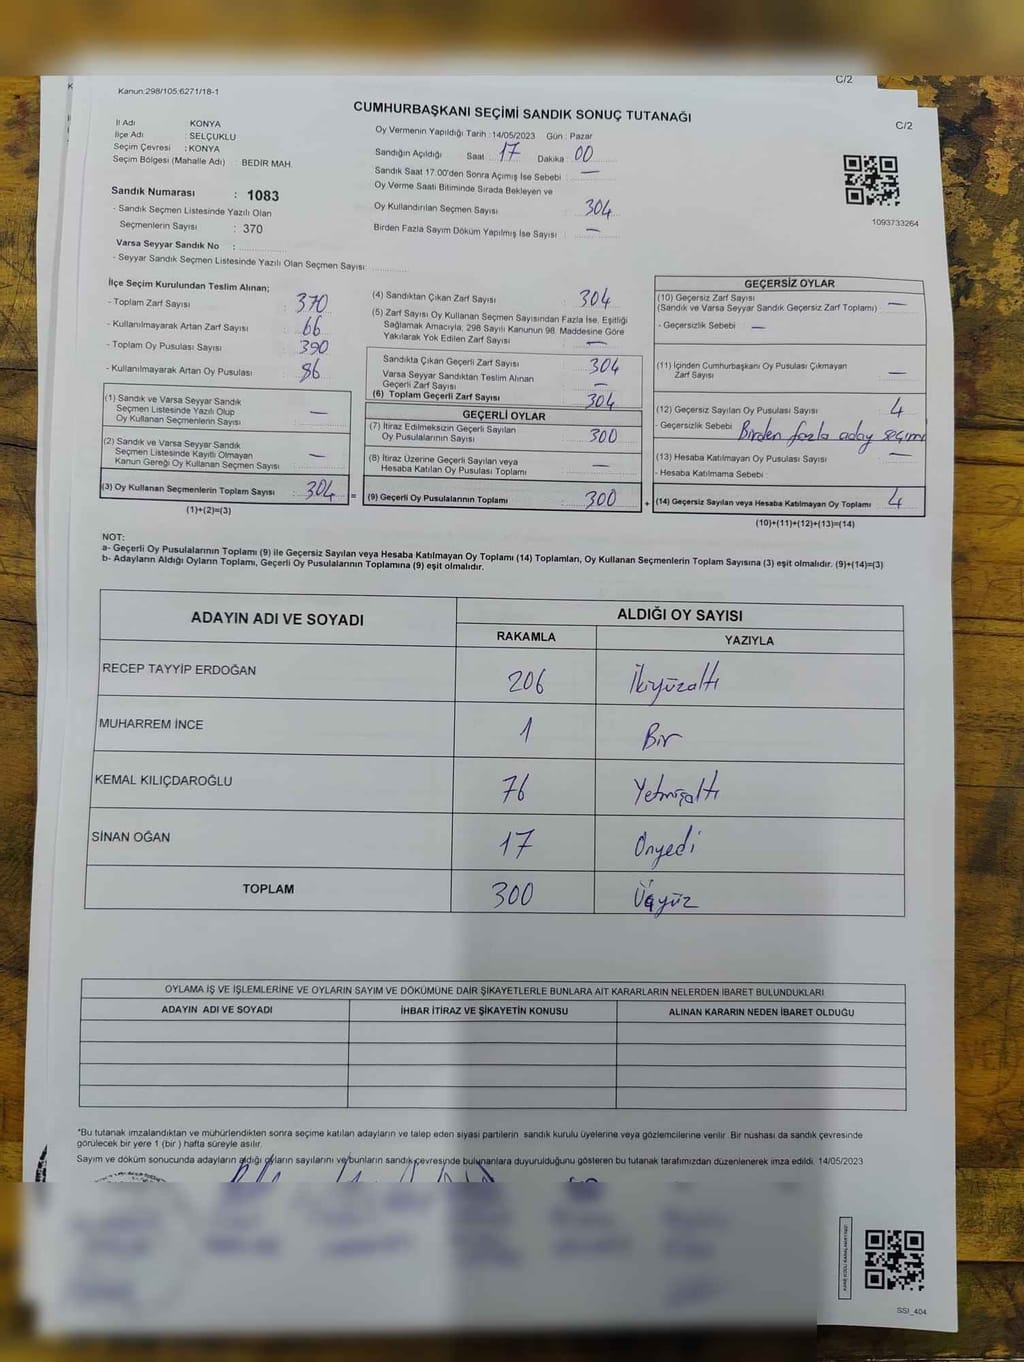 C/2
Kanun:298/105,6271/18-1
CUMHURBAŞKANI SEÇİMİ SANDIK SONUÇ TUTANAĞI
C/2
İl Adı KONYA
İlçe Adı : SELÇUKLU
Seçim Çevresi : KONYA
Seçim Bölgesi (Mahalle Adı) : BEDİR MAH.
Sandık Numarası : 1083
- Sandık Seçmen Listesinde Yazılı Olan
Seçmenlerin Sayısı : 370
Varsa Seyyar Sandık No :
- Seyyar Sandık Seçmen Listesinde Yazılı Olan Seçmen Sayısı:
Oy Vermenin Yapıldığı Tarih :14/05/2023 Gün : Pazar
Sandığın Açıldığı Saat 17 Dakika 00
Sandık Saat 17.00'den Sonra Açımış İse Sebebi : —
Oy Verme Saati Bitiminde Sırada Bekleyen ve
Oy Kullandırılan Seçmen Sayısı 304
Birden Fazla Sayım Döküm Yapılmış İse Sayısı : —
1093733264
İlçe Seçim Kurulundan Teslim Alınan;
- Toplam Zarf Sayısı : 370
- Kullanılmayarak Artan Zarf Sayısı : 66
- Toplam Oy Pusulası Sayısı : 390
- Kullanılmayarak Artan Oy Pusulası : 86
(1) Sandık ve Varsa Seyyar Sandık
Seçmen Listesinde Yazılı Olup
Oy Kullanan Seçmenlerin Sayısı : —
(2) Sandık ve Varsa Seyyar Sandık
Seçmen Listesinde Kayıtlı Olmayan
Kanun Gereği Oy Kullanan Seçmen Sayısı : —
(3) Oy Kullanan Seçmenlerin Toplam Sayısı : 304 =
(1)+(2)=(3)
(4) Sandıktan Çıkan Zarf Sayısı : 304
(5) Zarf Sayısı Oy Kullanan Seçmen Sayısından Fazla İse, Eşitliği
Sağlamak Amacıyla, 298 Sayılı Kanunun 98. Maddesine Göre
Yakılarak Yok Edilen Zarf Sayısı : —
Sandıkta Çıkan Geçerli Zarf Sayısı : 304
Varsa Seyyar Sandıktan Teslim Alınan
Geçerli Zarf Sayısı : —
(6) Toplam Geçerli Zarf Sayısı : 304
GEÇERLİ OYLAR
(7) İtiraz Edilmeksizin Geçerli Sayılan
Oy Pusulalarının Sayısı : 300
(8) İtiraz Üzerine Geçerli Sayılan veya
Hesaba Katılan Oy Pusulası Toplamı : —
(9) Geçerli Oy Pusulalarının Toplamı : 300 +
GEÇERSİZ OYLAR
(10) Geçersiz Zarf Sayısı
(Sandık ve Varsa Seyyar Sandık Geçersiz Zarf Toplamı) : —
- Geçersizlik Sebebi : —
(11) İçinden Cumhurbaşkanı Oy Pusulası Çıkmayan
Zarf Sayısı : —
(12) Geçersiz Sayılan Oy Pusulası Sayısı : 4
- Geçersizlik Sebebi : Birden fazla aday seçimi
(13) Hesaba Katılmayan Oy Pusulası Sayısı : —
- Hesaba Katılmama Sebebi :
(14) Geçersiz Sayılan veya Hesaba Katılmayan Oy Toplamı : 4
(10)+(11)+(12)+(13)=(14)
NOT:
a- Geçerli Oy Pusulalarının Toplamı (9) ile Geçersiz Sayılan veya Hesaba Katılmayan Oy Toplamı (14) Toplamları, Oy Kullanan Seçmenlerin Toplam Sayısına (3) eşit olmalıdır. (9)+(14)=(3)
b- Adayların Aldığı Oyların Toplamı, Geçerli Oy Pusulalarının Toplamına (9) eşit olmalıdır.
ADAYIN ADI VE SOYADI ALDIĞI OY SAYISI
RAKAMLA YAZIYLA
RECEP TAYYİP ERDOĞAN 206 İkiyüzaltı
MUHARREM İNCE 1 Bir
KEMAL KILIÇDAROĞLU 76 Yetmişaltı
SİNAN OĞAN 17 Onyedi
TOPLAM 300 Üçyüz
OYLAMA İŞ VE İŞLEMLERİNE VE OYLARIN SAYIM VE DÖKÜMÜNE DAİR ŞİKAYETLERLE BUNLARA AİT KARARLARIN NELERDEN İBARET BULUNDUKLARI
ADAYIN ADI VE SOYADI İHBAR İTİRAZ VE ŞİKAYETİN KONUSU ALINAN KARARIN NEDEN İBARET OLDUĞU
*Bu tutanak imzalandıktan ve mühürlendikten sonra seçime katılan adayların ve talep eden siyasi partilerin sandık kurulu üyelerine veya gözlemcilerine verilir. Bir nushası da sandık çevresinde
görülecek bir yere 1 (bir ) hafta süreyle asılır.
Sayım ve döküm sonucunda adayların aldığı oyların sayılarını ve bunların sandık çevresinde bulunanlara duyurulduğunu gösteren bu tutanak tarafımızdan düzenlenerek imza edildi. 14/05/2023
SSİ_404